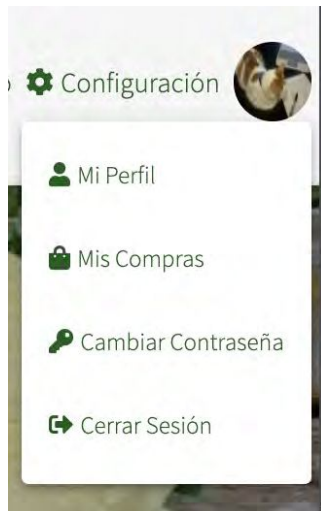 Configuración
Mi Perfil
Mis Compras
Cambiar Contraseña
Cerrar Sesión